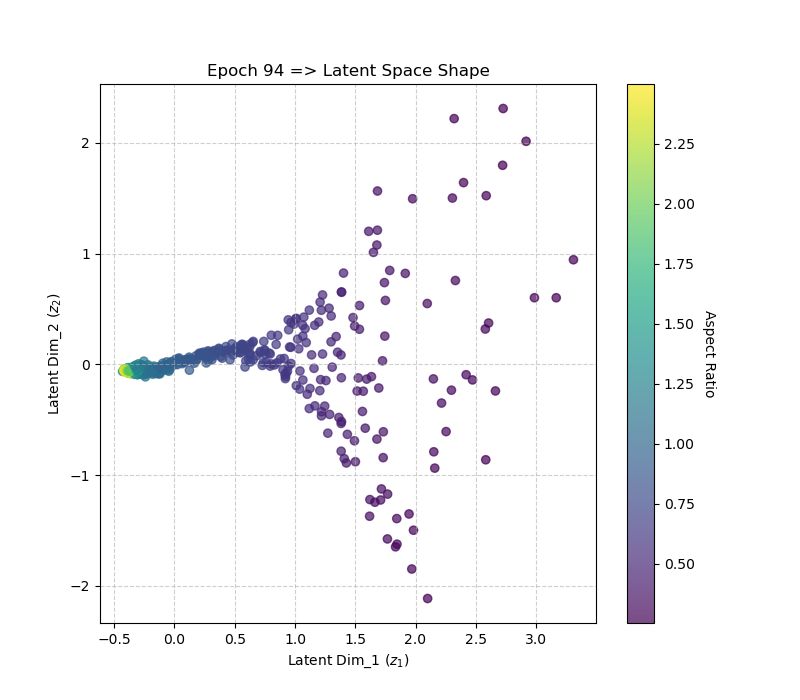 Epoch 94 => Latent Space Shape
Latent Dim_2 (z₂)
2
1
0
−1
−2
−0.5 0.0 0.5 1.0 1.5 2.0 2.5 3.0
Latent Dim_1 (z₁)
2.25
2.00
1.75
1.50
1.25
1.00
0.75
0.50
Aspect Ratio